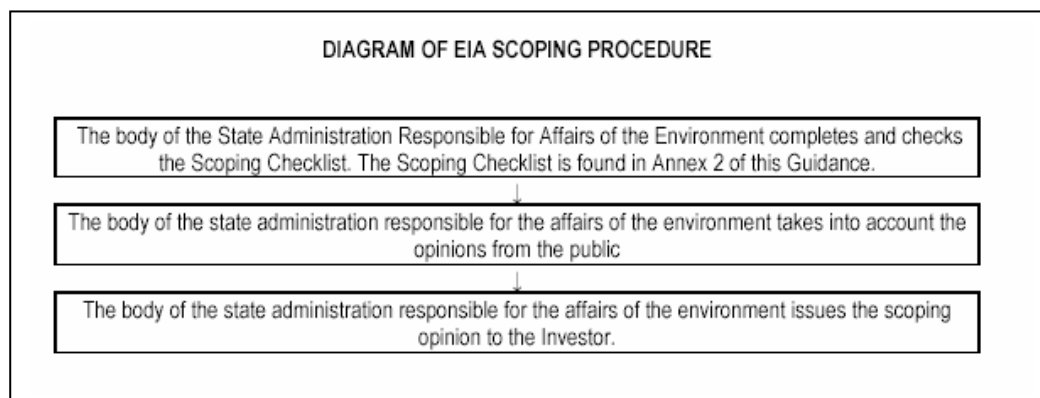 DIAGRAM OF EIA SCOPING PROCEDURE
The body of the State Administration Responsible for Affairs of the Environment completes and checks
the Scoping Checklist. The Scoping Checklist is found in Annex 2 of this Guidance.
↓
The body of the state administration responsible for the affairs of the environment takes into account the
opinions from the public
↓
The body of the state administration responsible for the affairs of the environment issues the scoping
opinion to the Investor.